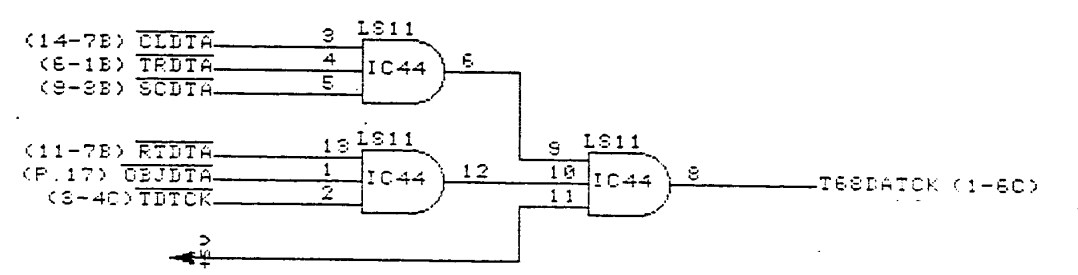 LS11
(14-7B) CLDTA 3
(6-1B) TRDTA 4 IC44 6
(9-3B) SCDTA 5
LS11
(11-7B) RTDTA 13
(P.17) OBJDTA 1 IC44 12
(3-4C) TDTCK 2
LS11
9
10 IC44 8 T68DATCK (1-6C)
11
+5V